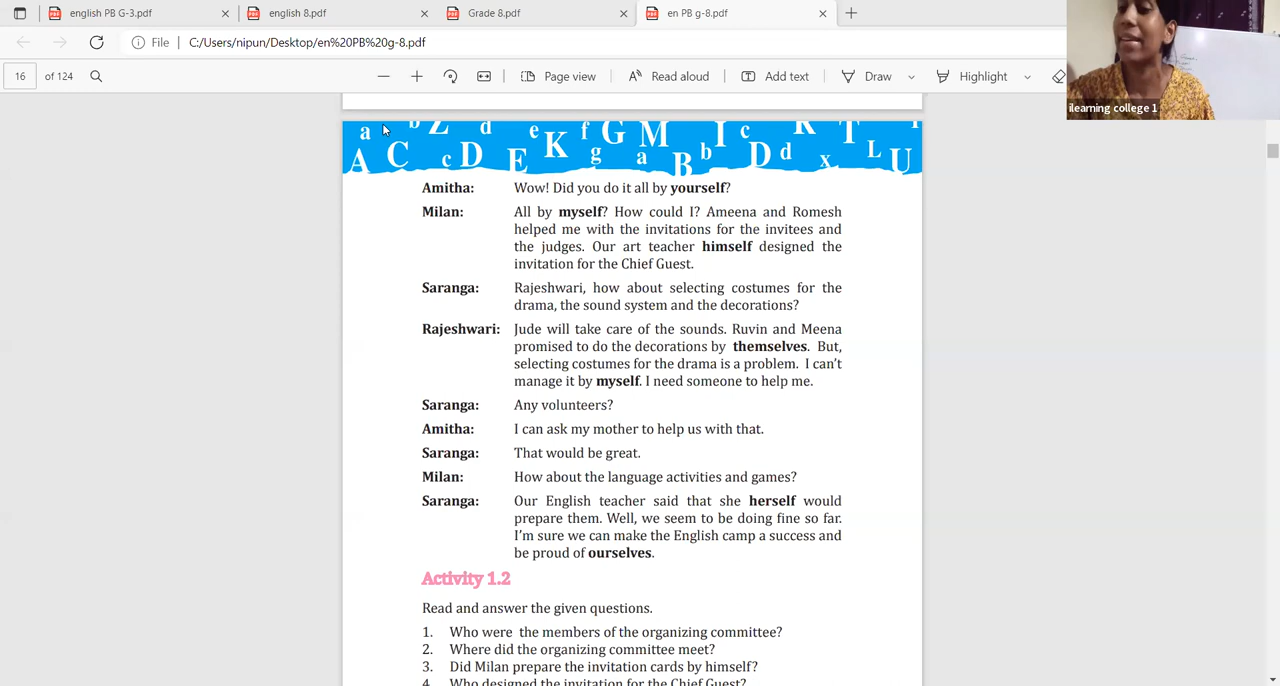 english PB G-3.pdf
english 8.pdf
Grade 8.pdf
en PB g-8.pdf
File
C:/Users/nipun/Desktop/en%20PB%20g-8.pdf
16 of 124
Page view
Read aloud
Add text
Draw
Highlight
ilearning college 1
a b Z d e K f G M I c R T
A C c D E g a B b D d x L U
Amitha: Wow! Did you do it all by yourself?
Milan: All by myself? How could I? Ameena and Romesh
helped me with the invitations for the invitees and
the judges. Our art teacher himself designed the
invitation for the Chief Guest.
Saranga: Rajeshwari, how about selecting costumes for the
drama, the sound system and the decorations?
Rajeshwari: Jude will take care of the sounds. Ruvin and Meena
promised to do the decorations by themselves. But,
selecting costumes for the drama is a problem. I can't
manage it by myself. I need someone to help me.
Saranga: Any volunteers?
Amitha: I can ask my mother to help us with that.
Saranga: That would be great.
Milan: How about the language activities and games?
Saranga: Our English teacher said that she herself would
prepare them. Well, we seem to be doing fine so far.
I'm sure we can make the English camp a success and
be proud of ourselves.
Activity 1.2
Read and answer the given questions.
1. Who were the members of the organizing committee?
2. Where did the organizing committee meet?
3. Did Milan prepare the invitation cards by himself?
4. Who designed the invitation for the Chief Guest?